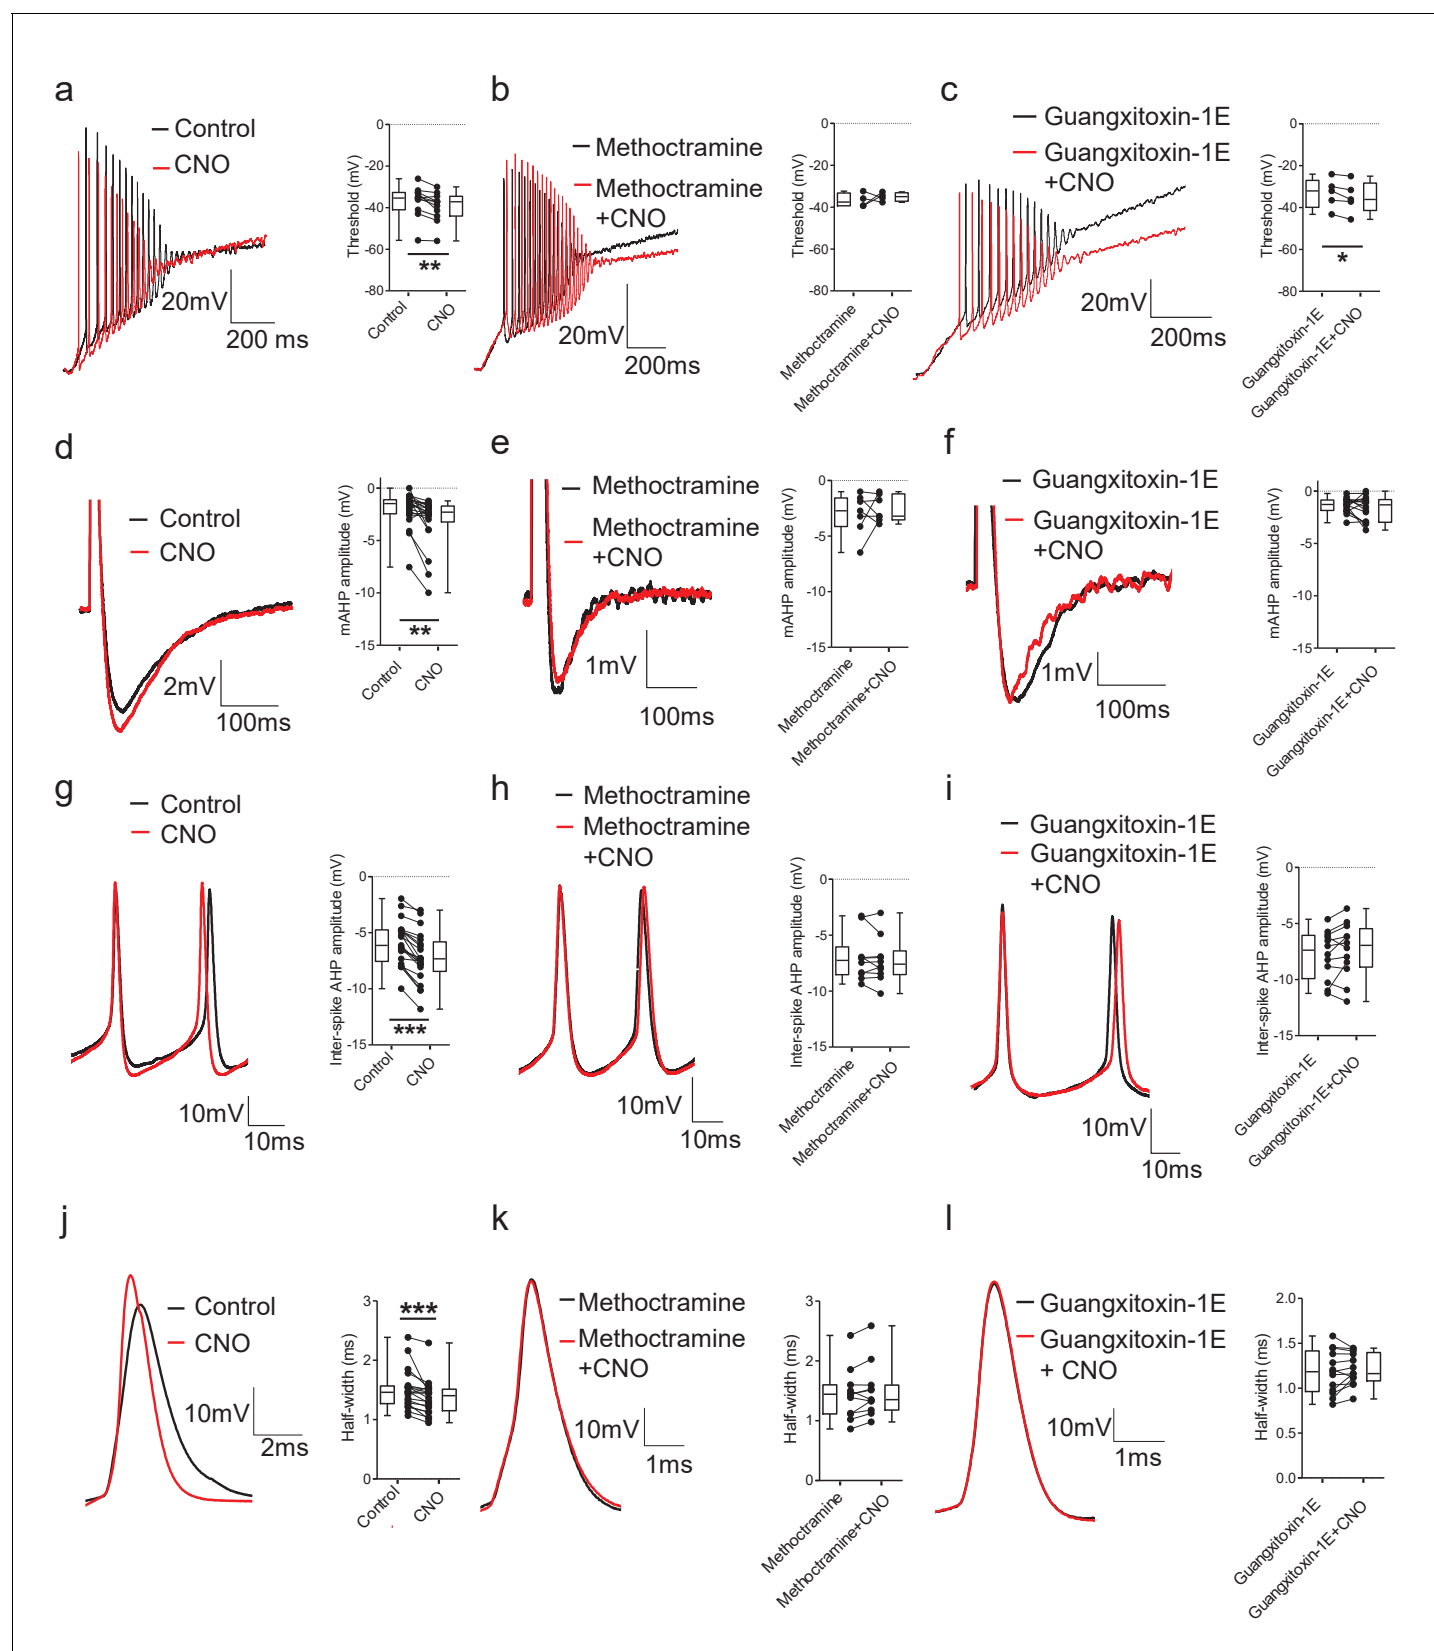 a
Control
CNO
20mV
200 ms
Threshold (mV)
0
-20
-40
-60
-80
**
Control
CNO
b
Methoctramine
Methoctramine
+CNO
20mV
200ms
Threshold (mV)
0
-20
-40
-60
-80
Methoctramine
Methoctramine+CNO
c
Guangxitoxin-1E
Guangxitoxin-1E
+CNO
20mV
200ms
Threshold (mV)
0
-20
-40
-60
-80
*
Guangxitoxin-1E
Guangxitoxin-1E+CNO
d
Control
CNO
2mV
100ms
mAHP amplitude (mV)
0
-5
-10
-15
**
Control
CNO
e
Methoctramine
Methoctramine
+CNO
1mV
100ms
mAHP amplitude (mV)
0
-5
-10
-15
Methoctramine
Methoctramine+CNO
f
Guangxitoxin-1E
Guangxitoxin-1E
+CNO
1mV
100ms
mAHP amplitude (mV)
0
-5
-10
-15
Guangxitoxin-1E
Guangxitoxin-1E+CNO
g
Control
CNO
10mV
10ms
Inter-spike AHP amplitude (mV)
0
-5
-10
-15
***
Control
CNO
h
Methoctramine
Methoctramine
+CNO
10mV
10ms
Inter-spike AHP amplitude (mV)
0
-5
-10
-15
Methoctramine
Methoctramine+CNO
i
Guangxitoxin-1E
Guangxitoxin-1E
+CNO
10mV
10ms
Inter-spike AHP amplitude (mV)
0
-5
-10
-15
Guangxitoxin-1E
Guangxitoxin-1E+CNO
j
Control
CNO
10mV
2ms
Half-width (ms)
3
2
1
0
***
Control
CNO
k
Methoctramine
Methoctramine
+CNO
10mV
1ms
Half-width (ms)
3
2
1
0
Methoctramine
Methoctramine+CNO
l
Guangxitoxin-1E
Guangxitoxin-1E
+ CNO
10mV
1ms
Half-width (ms)
2.0
1.5
1.0
0.5
0.0
Guangxitoxin-1E
Guangxitoxin-1E+CNO